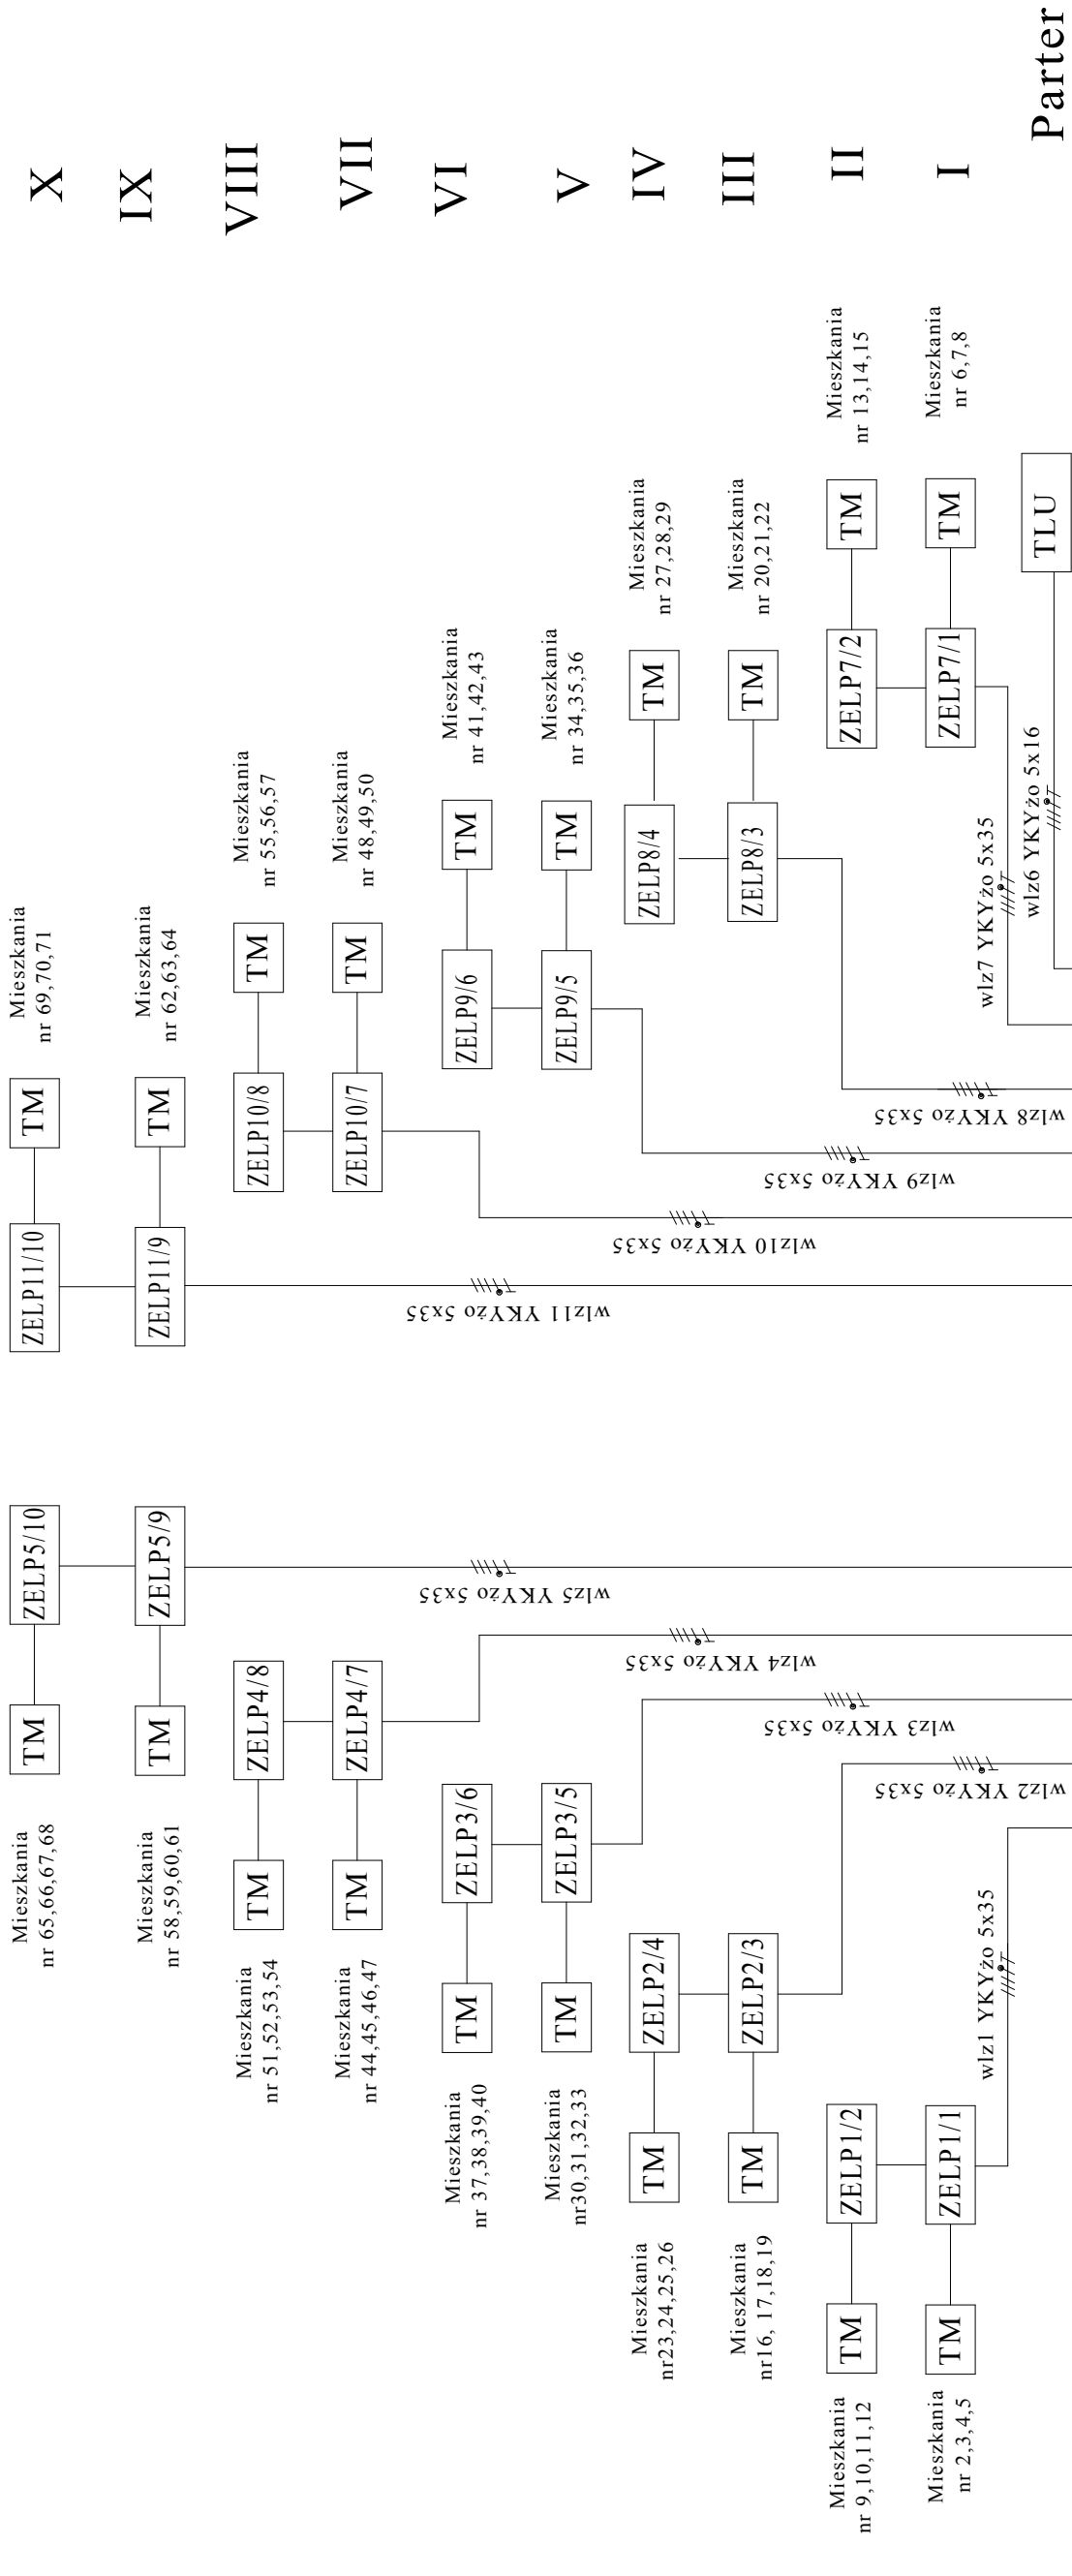 X
Mieszkania
nr 65,66,67,68
TM
ZELP5/10
ZELP11/10
TM
Mieszkania
nr 69,70,71
IX
Mieszkania
nr 58,59,60,61
TM
ZELP5/9
ZELP11/9
TM
Mieszkania
nr 62,63,64
VIII
Mieszkania
nr 51,52,53,54
TM
ZELP4/8
ZELP10/8
TM
Mieszkania
nr 55,56,57
VII
Mieszkania
nr 44,45,46,47
TM
ZELP4/7
ZELP10/7
TM
Mieszkania
nr 48,49,50
VI
Mieszkania
nr 37,38,39,40
TM
ZELP3/6
ZELP9/6
TM
Mieszkania
nr 41,42,43
V
Mieszkania
nr30,31,32,33
TM
ZELP3/5
ZELP9/5
TM
Mieszkania
nr 34,35,36
IV
Mieszkania
nr23,24,25,26
TM
ZELP2/4
ZELP8/4
TM
Mieszkania
nr 27,28,29
III
Mieszkania
nr16, 17,18,19
TM
ZELP2/3
ZELP8/3
TM
Mieszkania
nr 20,21,22
II
Mieszkania
nr 9,10,11,12
TM
ZELP1/2
ZELP7/2
TM
Mieszkania
nr 13,14,15
I
Mieszkania
nr 2,3,4,5
TM
ZELP1/1
ZELP7/1
TM
Mieszkania
nr 6,7,8
wlz1 YKYżo 5x35
wlz2 YKYżo 5x35
wlz3 YKYżo 5x35
wlz4 YKYżo 5x35
wlz5 YKYżo 5x35
wlz11 YKYżo 5x35
wlz10 YKYżo 5x35
wlz9 YKYżo 5x35
wlz8 YKYżo 5x35
wlz7 YKYżo 5x35
wlz6 YKYżo 5x16
TLU
Parter